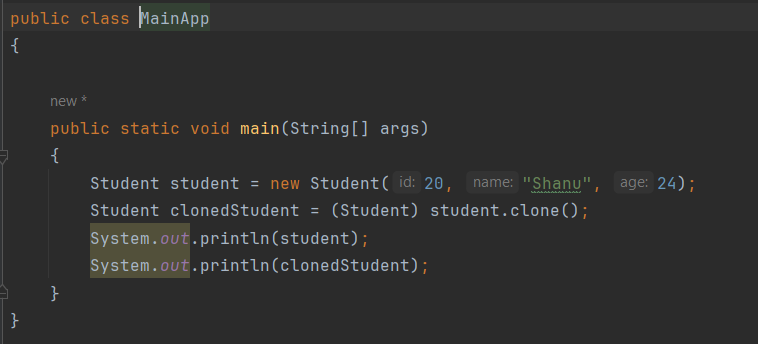 public class MainApp
{
new *
public static void main(String[] args)
{
Student student = new Student( id: 20, name: "Shanu", age: 24);
Student clonedStudent = (Student) student.clone();
System.out.println(student);
System.out.println(clonedStudent);
}
}